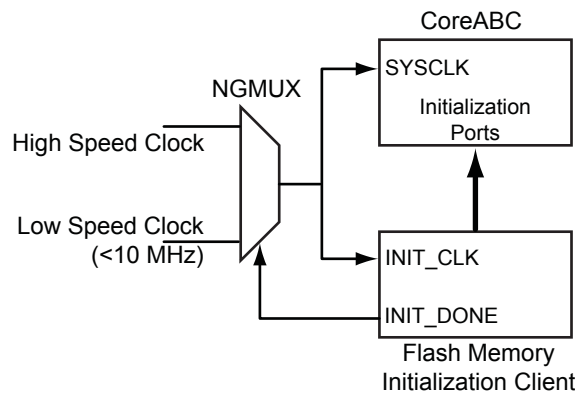 CoreABC
SYSCLK
Initialization
Ports
NGMUX
High Speed Clock
Low Speed Clock
(<10 MHz)
INIT_CLK
INIT_DONE
Flash Memory
Initialization Client